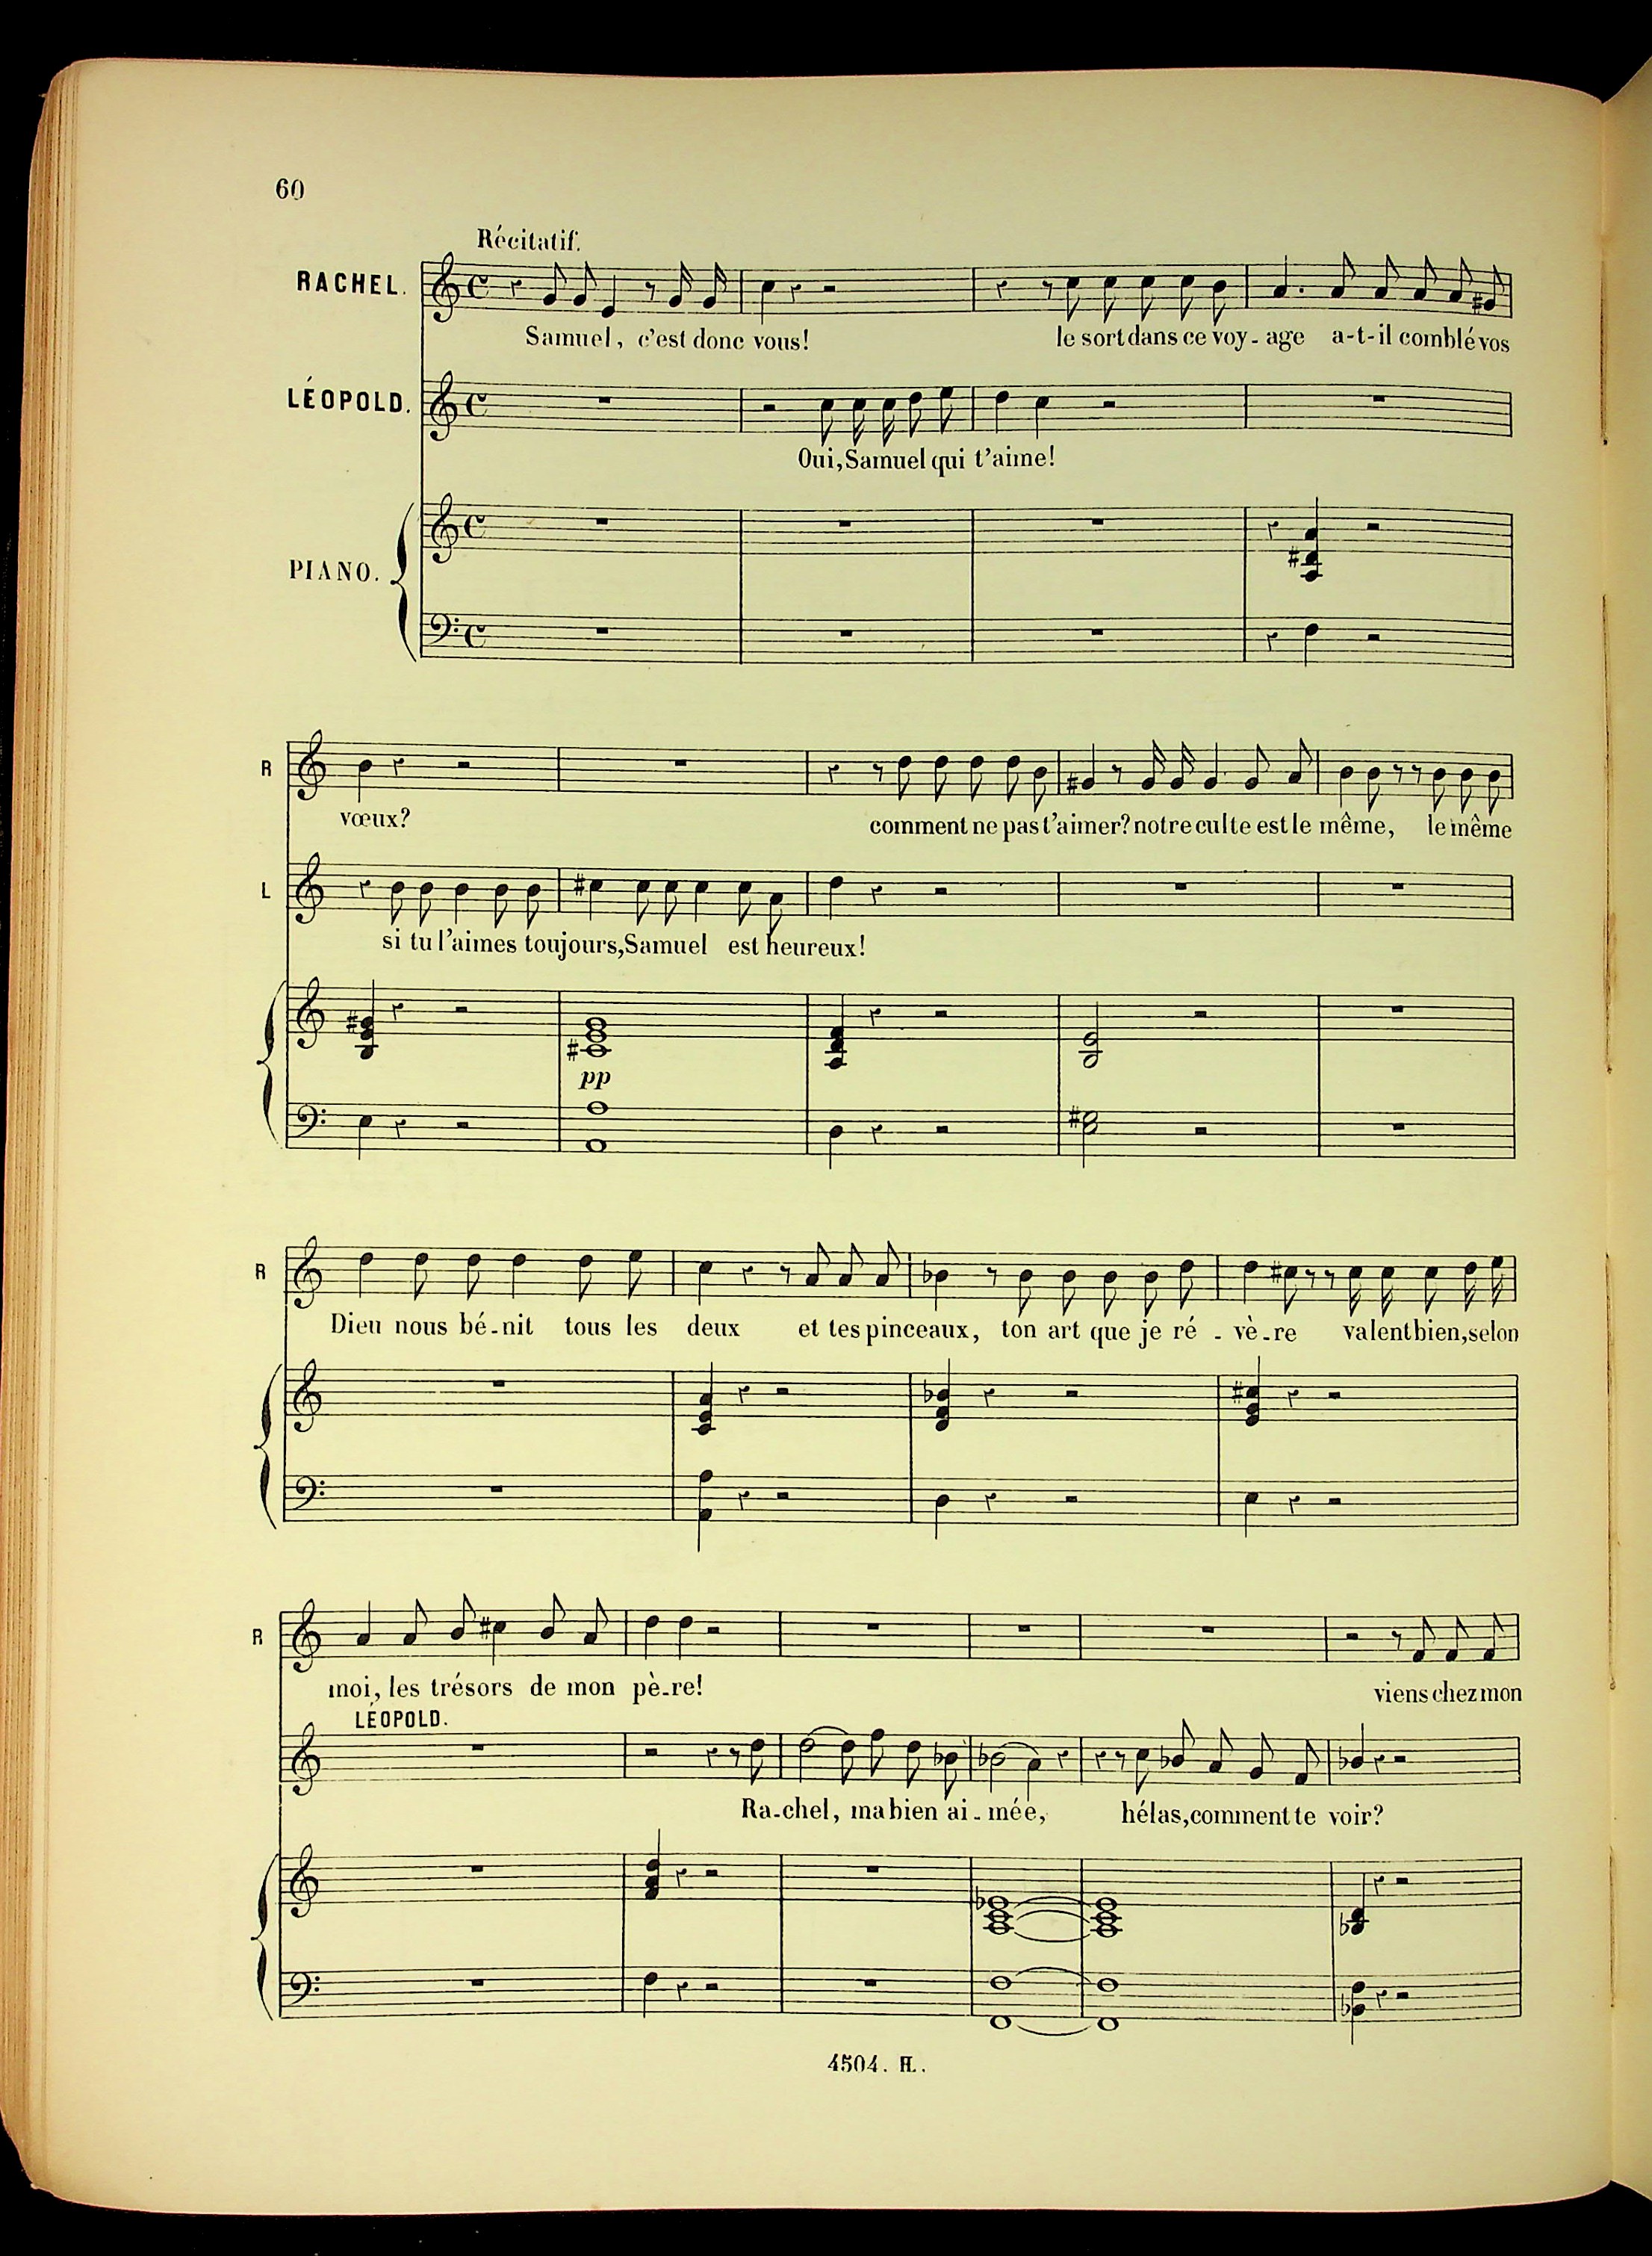 60
Récitatif.
RACHEL.
Samuel, c'est donc vous! le sort dans ce voy - age a-t-il comblé vos
LÉOPOLD.
Oui, Samuel qui t'aime!
PIANO.
R
vœux? comment ne pas t'aimer? notre culte est le même, le même
L
si tu l'aimes toujours, Samuel est heureux!
pp
R
Dieu nous bé-nit tous les deux et tes pinceaux, ton art que je ré - vè-re valent bien, selon
R
moi, les trésors de mon pè-re! viens chez mon
LÉOPOLD.
Ra-chel, ma bien ai - mée, hélas, comment te voir?
4504. H.